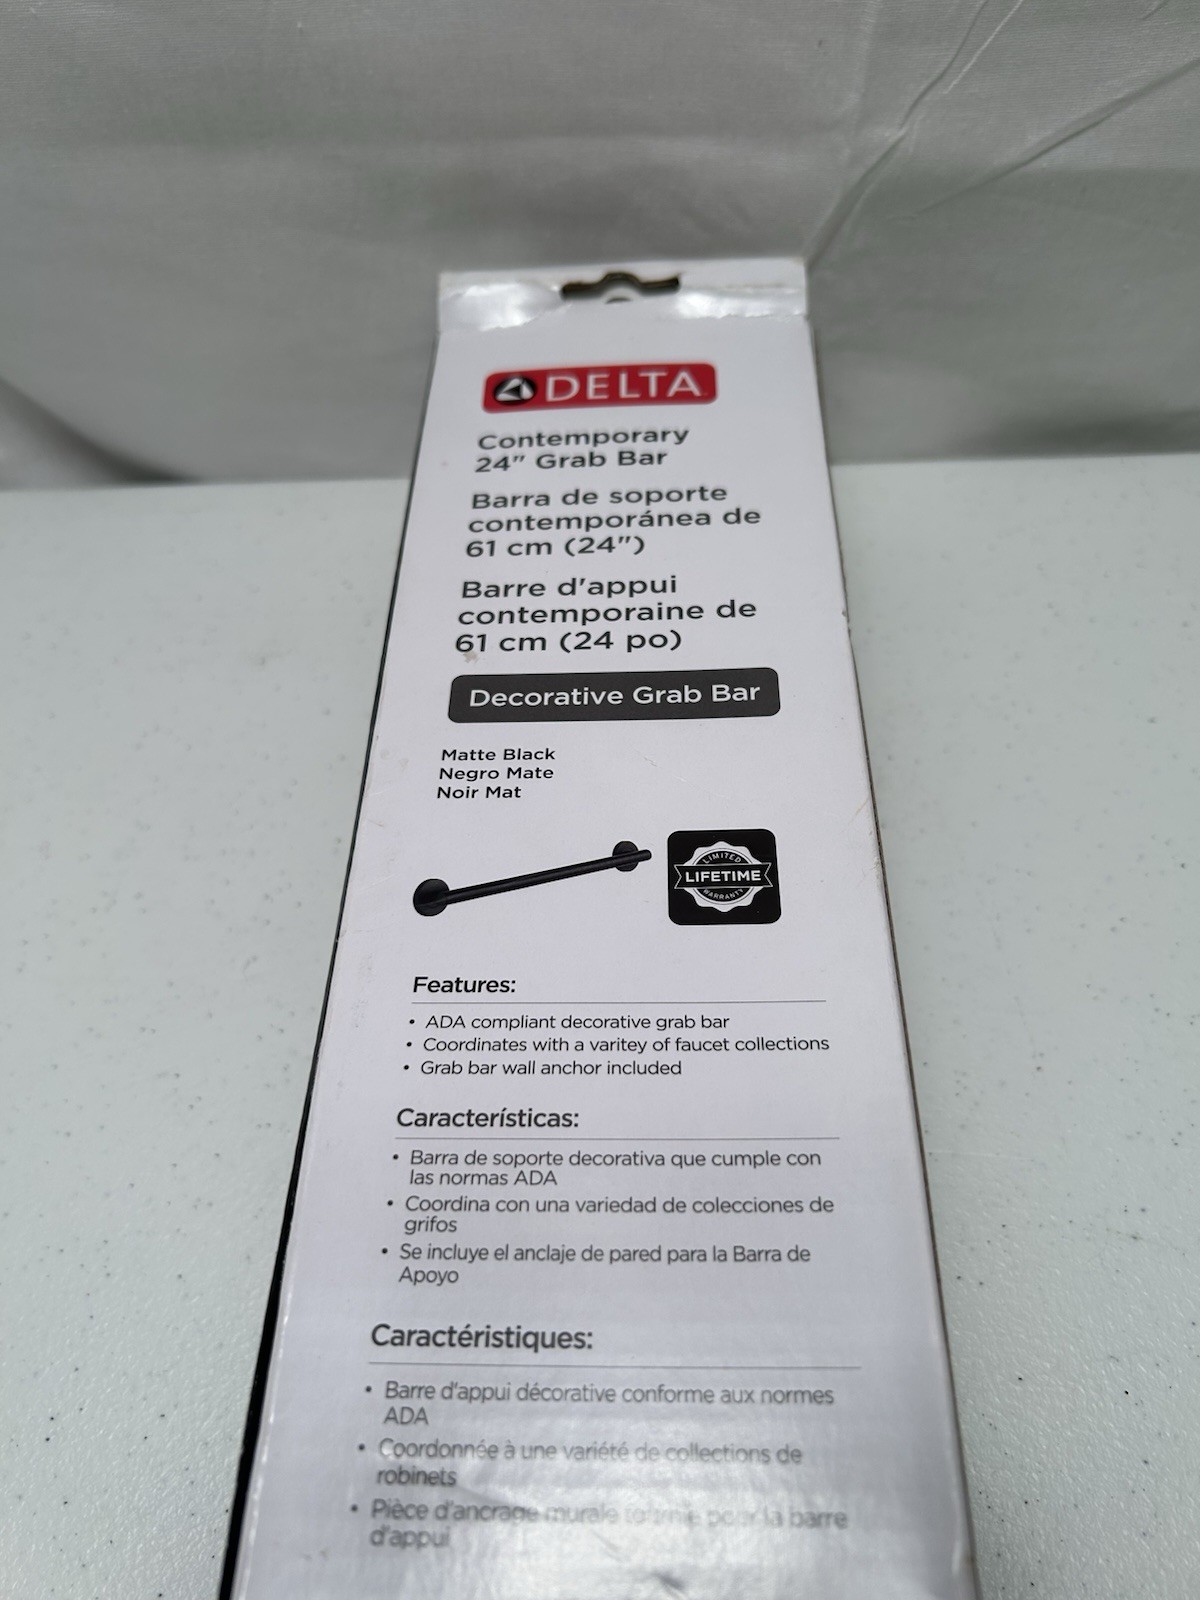 DELTA
Contemporary
24" Grab Bar
Barra de soporte
contemporánea de
61 cm (24")
Barre d'appui
contemporaine de
61 cm (24 po)
Decorative Grab Bar
Matte Black
Negro Mate
Noir Mat
LIMITED
LIFETIME
WARRANTY
Features:
• ADA compliant decorative grab bar
• Coordinates with a varitey of faucet collections
• Grab bar wall anchor included
Características:
• Barra de soporte decorativa que cumple con
las normas ADA
• Coordina con una variedad de colecciones de
grifos
• Se incluye el anclaje de pared para la Barra de
Apoyo
Caractéristiques:
• Barre d'appui décorative conforme aux normes
ADA
• Coordonnée à une variété de collections de
robinets
• Pièce d'ancrage murale fournie pour la barre
d'appui